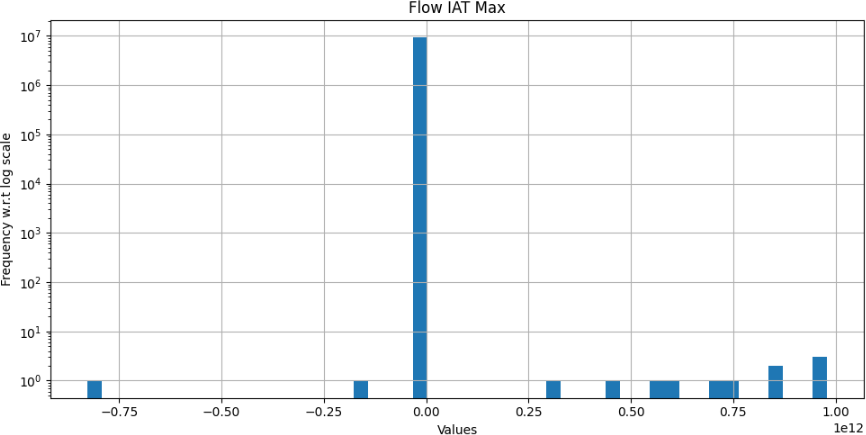 Flow IAT Max
Frequency w.r.t log scale
10⁷
10⁶
10⁵
10⁴
10³
10²
10¹
10⁰
−0.75 −0.50 −0.25 0.00 0.25 0.50 0.75 1.00
1e12
Values